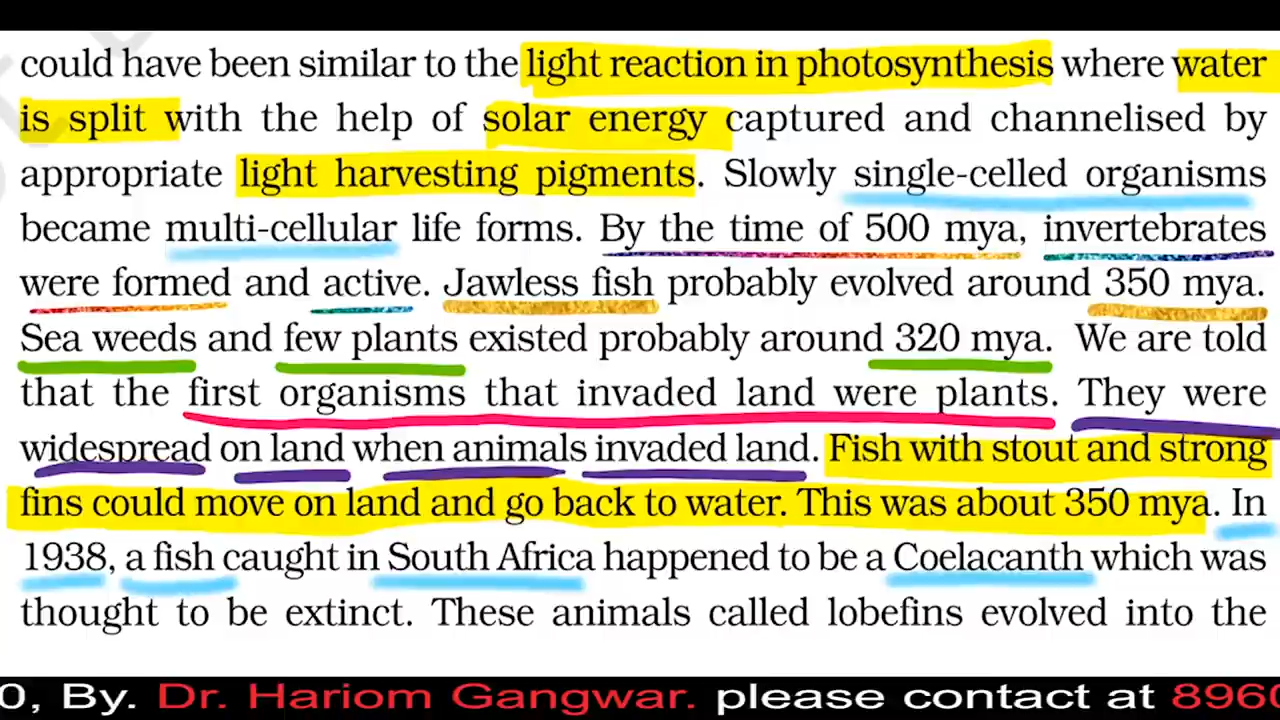 could have been similar to the light reaction in photosynthesis where water
is split with the help of solar energy captured and channelised by
appropriate light harvesting pigments. Slowly single-celled organisms
became multi-cellular life forms. By the time of 500 mya, invertebrates
were formed and active. Jawless fish probably evolved around 350 mya.
Sea weeds and few plants existed probably around 320 mya. We are told
that the first organisms that invaded land were plants. They were
widespread on land when animals invaded land. Fish with stout and strong
fins could move on land and go back to water. This was about 350 mya. In
1938, a fish caught in South Africa happened to be a Coelacanth which was
thought to be extinct. These animals called lobefins evolved into the
0, By. Dr. Hariom Gangwar. please contact at 896